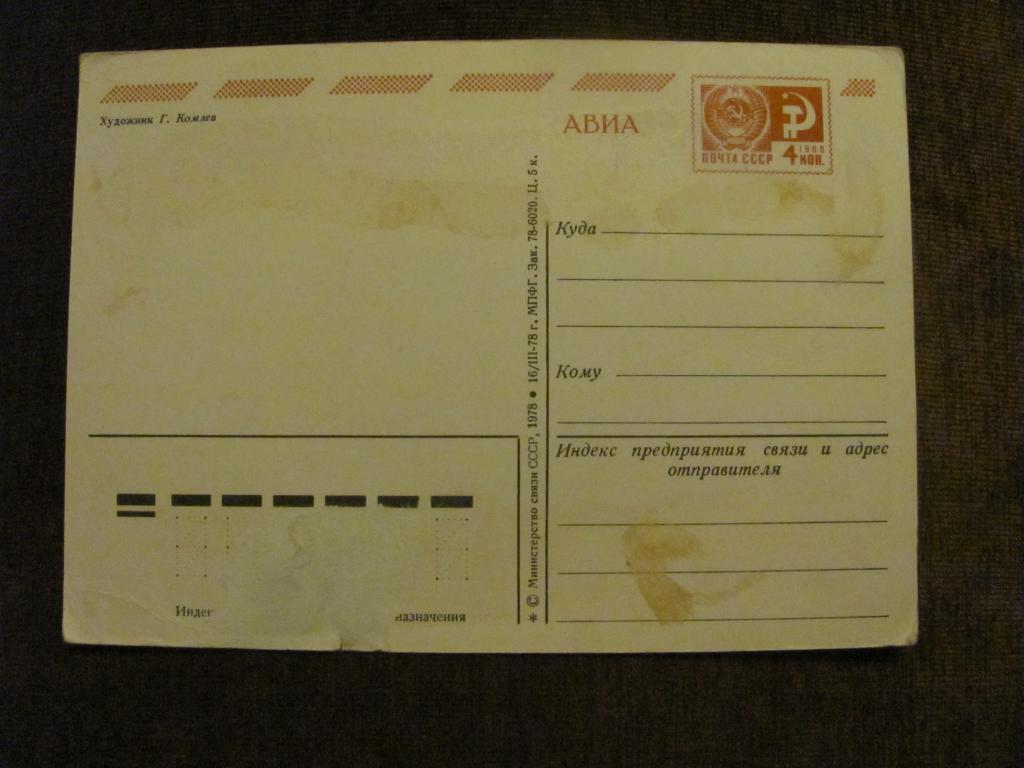 Художник Г. Комлев
АВИА
ПОЧТА СССР
1966
4 КОП.
Куда
Кому
Индекс предприятия связи и адрес
отправителя
* © Министерство связи СССР, 1978 • 16/III-78 г. МПФГ. Зак. 78-6020. Ц. 5 к.
Индек
назначения